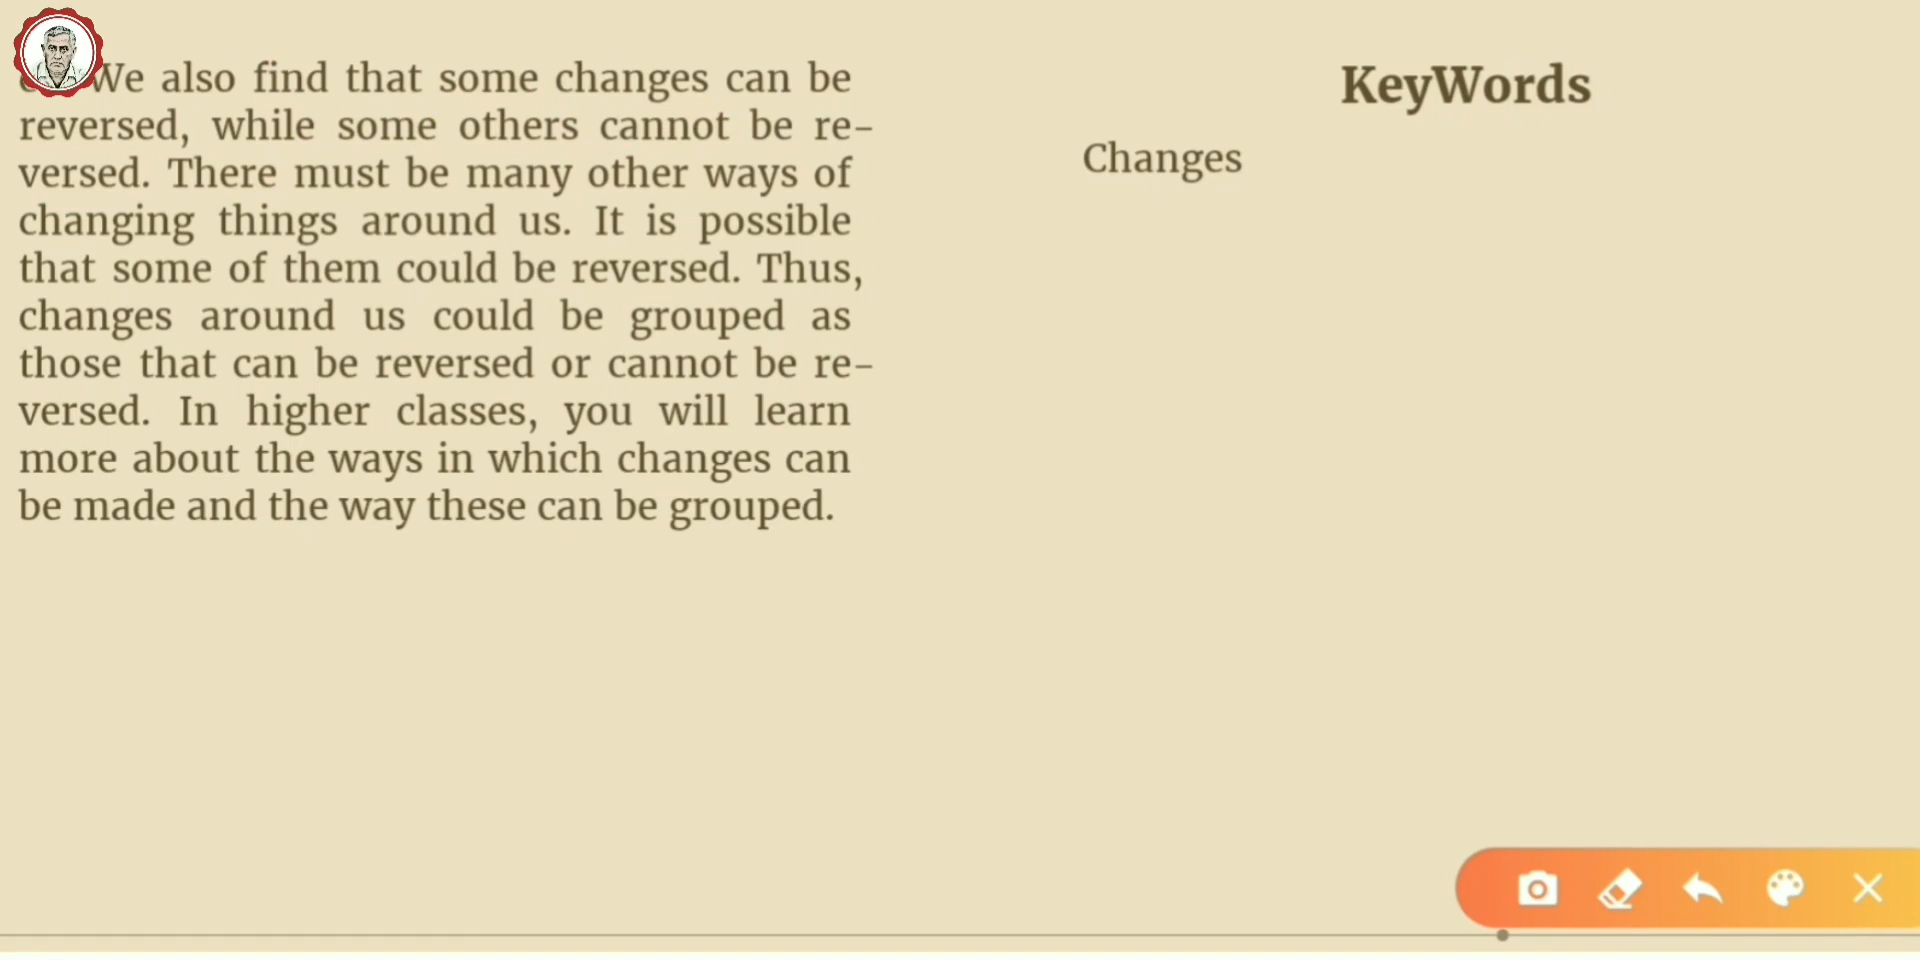 We also find that some changes can be
reversed, while some others cannot be re-
versed. There must be many other ways of
changing things around us. It is possible
that some of them could be reversed. Thus,
changes around us could be grouped as
those that can be reversed or cannot be re-
versed. In higher classes, you will learn
more about the ways in which changes can
be made and the way these can be grouped.
KeyWords
Changes